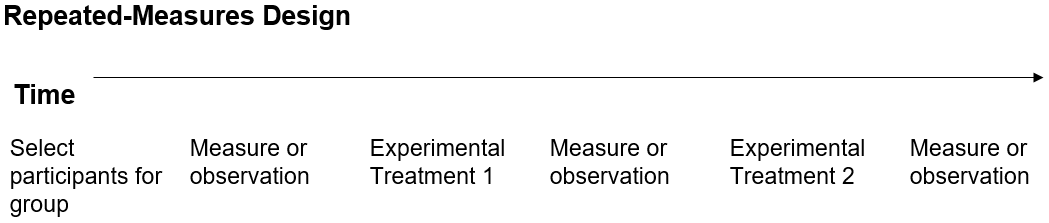 Repeated-Measures Design
Time
Select participants for group
Measure or observation
Experimental Treatment 1
Measure or observation
Experimental Treatment 2
Measure or observation